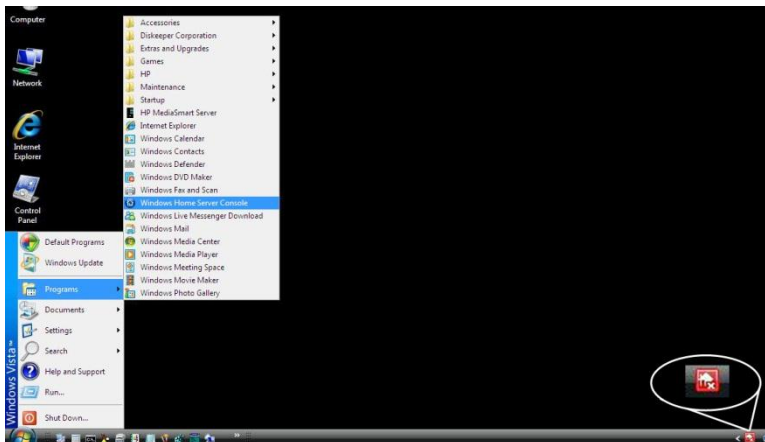 Computer
Network
Internet
Explorer
Control
Panel
Default Programs
Windows Update
Programs
Documents
Settings
Search
Help and Support
Run...
Shut Down...
Windows Vista™
Accessories
Diskeeper Corporation
Extras and Upgrades
Games
HP
Maintenance
Startup
HP MediaSmart Server
Internet Explorer
Windows Calendar
Windows Contacts
Windows Defender
Windows DVD Maker
Windows Fax and Scan
Windows Home Server Console
Windows Live Messenger Download
Windows Mail
Windows Media Center
Windows Media Player
Windows Meeting Space
Windows Movie Maker
Windows Photo Gallery